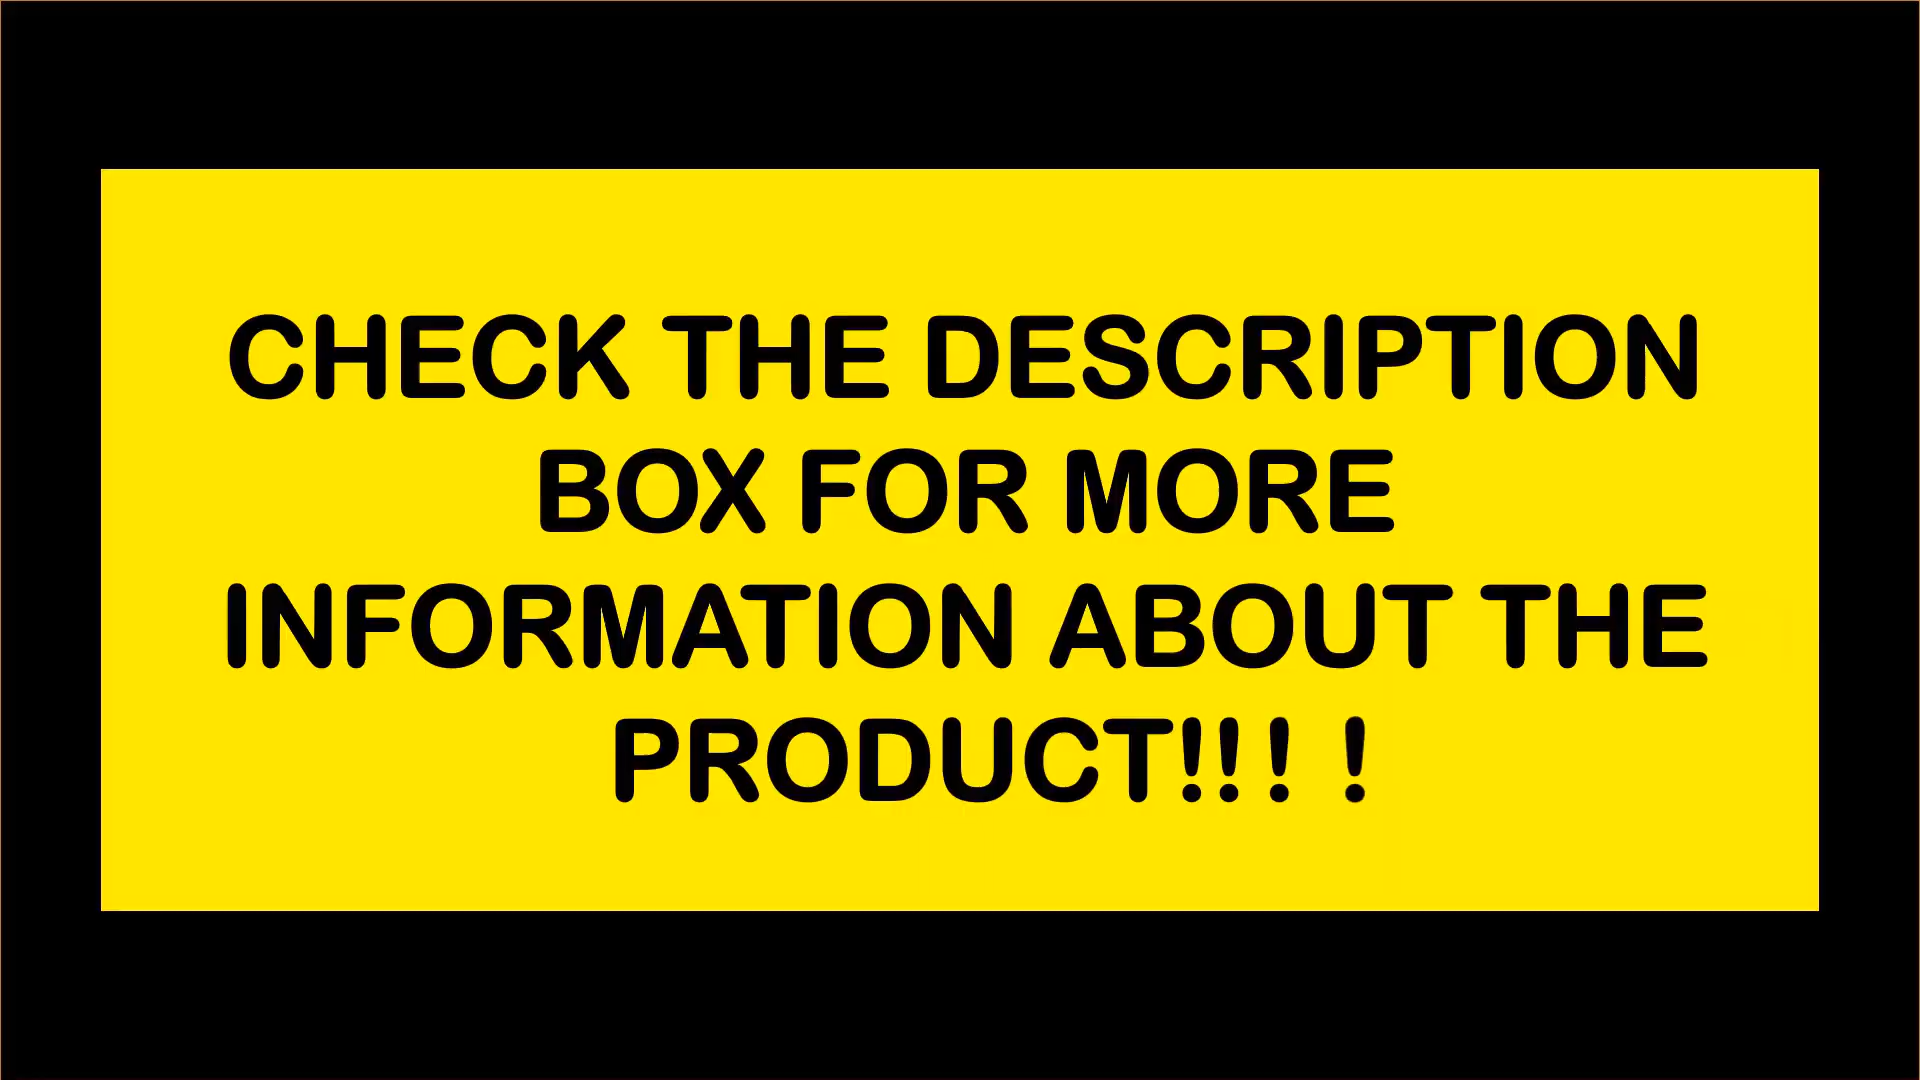 CHECK THE DESCRIPTION
BOX FOR MORE
INFORMATION ABOUT THE
PRODUCT!!! !